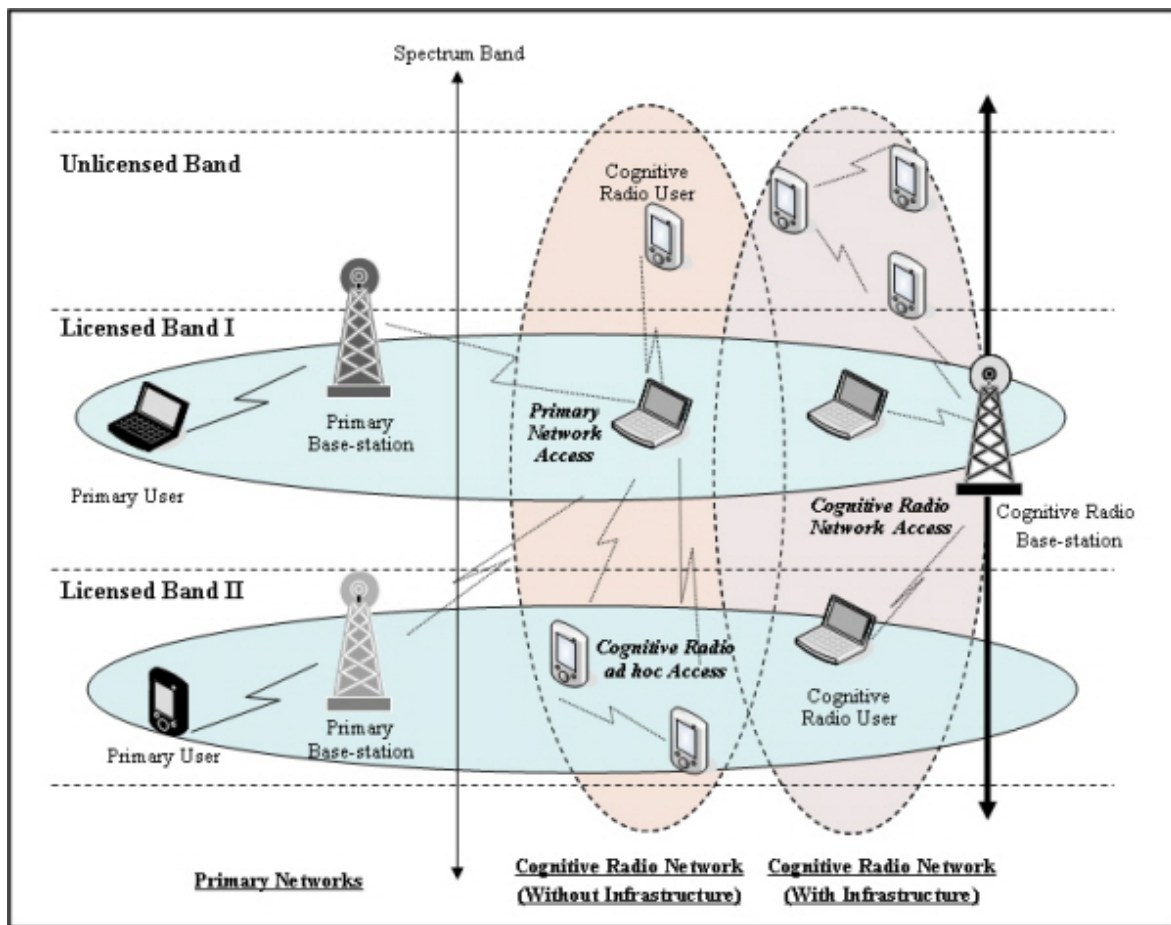 Spectrum Band
Unlicensed Band
Cognitive
Radio User
Licensed Band I
Primary
Base-station
Primary User
Primary
Network
Access
Cognitive Radio
Network Access
Cognitive Radio
Base-station
Licensed Band II
Primary
Base-station
Primary User
Cognitive Radio
ad hoc Access
Cognitive
Radio User
Primary Networks
Cognitive Radio Network
(Without Infrastructure)
Cognitive Radio Network
(With Infrastructure)